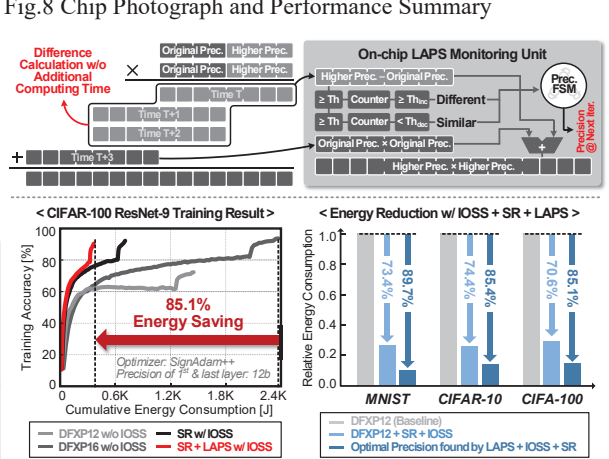 Fig.8 Chip Photograph and Performance Summary
Difference
Calculation w/o
Additional
Computing Time
Original Prec. Higher Prec.
×
Original Prec. Higher Prec.
Time T
Time T+1
Time T+2
+
Time T+3
On-chip LAPS Monitoring Unit
Higher Prec. – Original Prec.
≥ Th Counter ≥ Thinc Different
≥ Th Counter < Thdec Similar
Original Prec. × Original Prec.
+
Higher Prec. × Higher Prec.
Prec.
FSM
Precision
@ Next iter.
< CIFAR-100 ResNet-9 Training Result >
Training Accuracy [%]
100
80
60
40
20
0
85.1%
Energy Saving
Optimizer: SignAdam++
Precision of 1st & last layer: 12b
0 0.6K 1.2K 1.8K 2.4K
Cumulative Energy Consumption [J]
DFXP12 w/o IOSS SR w/ IOSS
DFXP16 w/o IOSS SR + LAPS w/ IOSS
< Energy Reduction w/ IOSS + SR + LAPS >
Relative Energy Consumption
1.0
0.8
0.6
0.4
0.2
0.0
73.4%
89.7%
74.4%
85.4%
70.6%
85.1%
MNIST CIFAR-10 CIFA-100
DFXP12 (Baseline)
DFXP12 + SR + IOSS
Optimal Precision found by LAPS + IOSS + SR